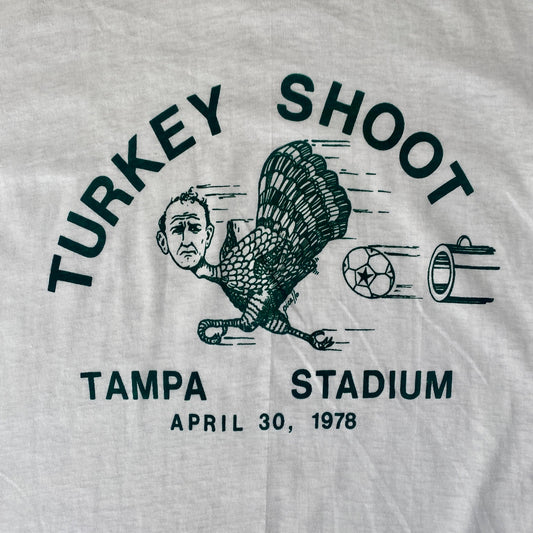 TURKEY SHOOT
TAMPA STADIUM
APRIL 30, 1978